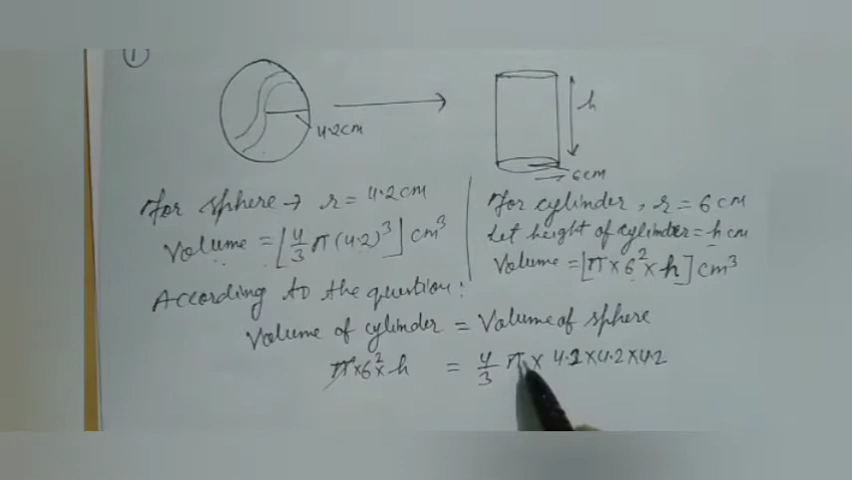 1
4.2cm
h
6cm
For sphere → r = 4.2cm
Volume = [4/3 π (4.2)³] cm³
For cylinder, r = 6 cm
Let height of cylinder = h cm
Volume = [π × 6² × h] cm³
According to the question:
Volume of cylinder = Volume of sphere
π × 6² × h = 4/3 π × 4.2 × 4.2 × 4.2